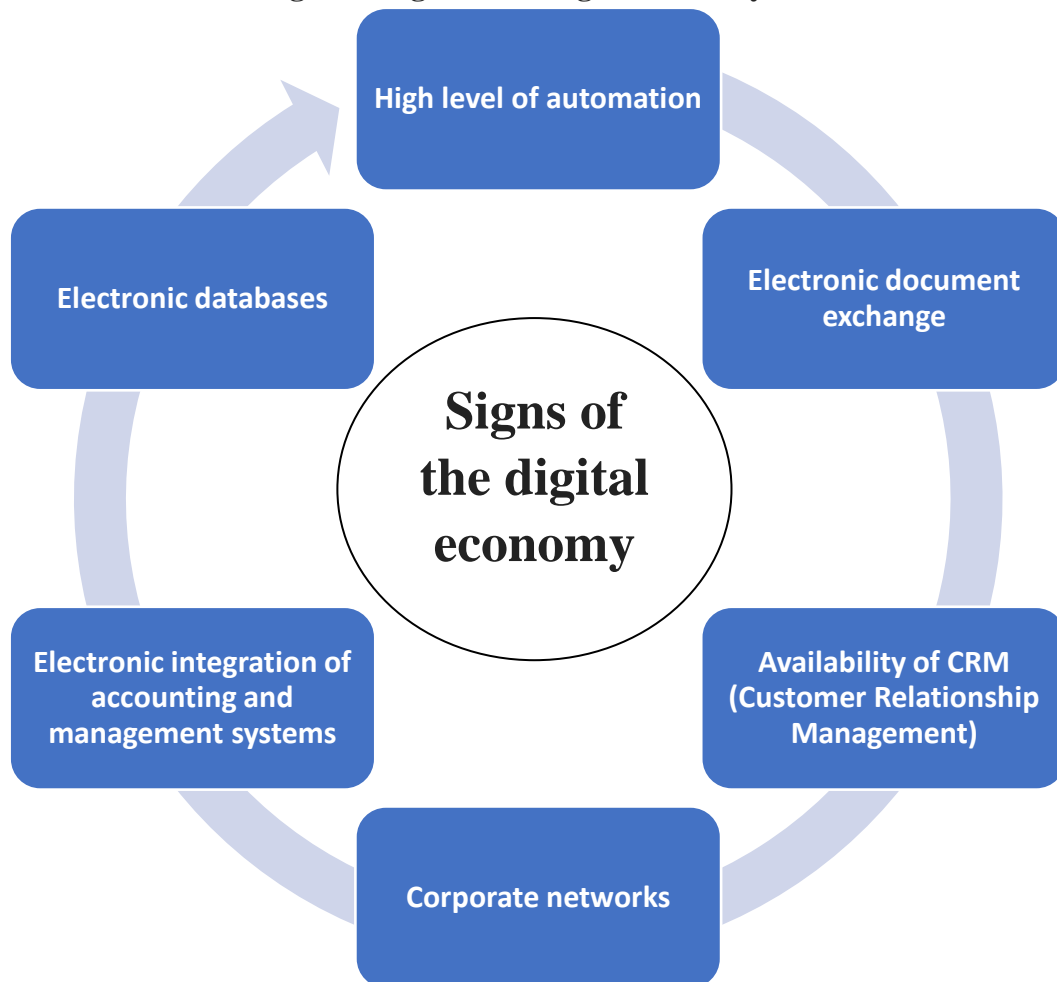 High level of automation
Electronic document
exchange
Availability of CRM
(Customer Relationship
Management)
Corporate networks
Electronic integration of
accounting and
management systems
Electronic databases
Signs of
the digital
economy